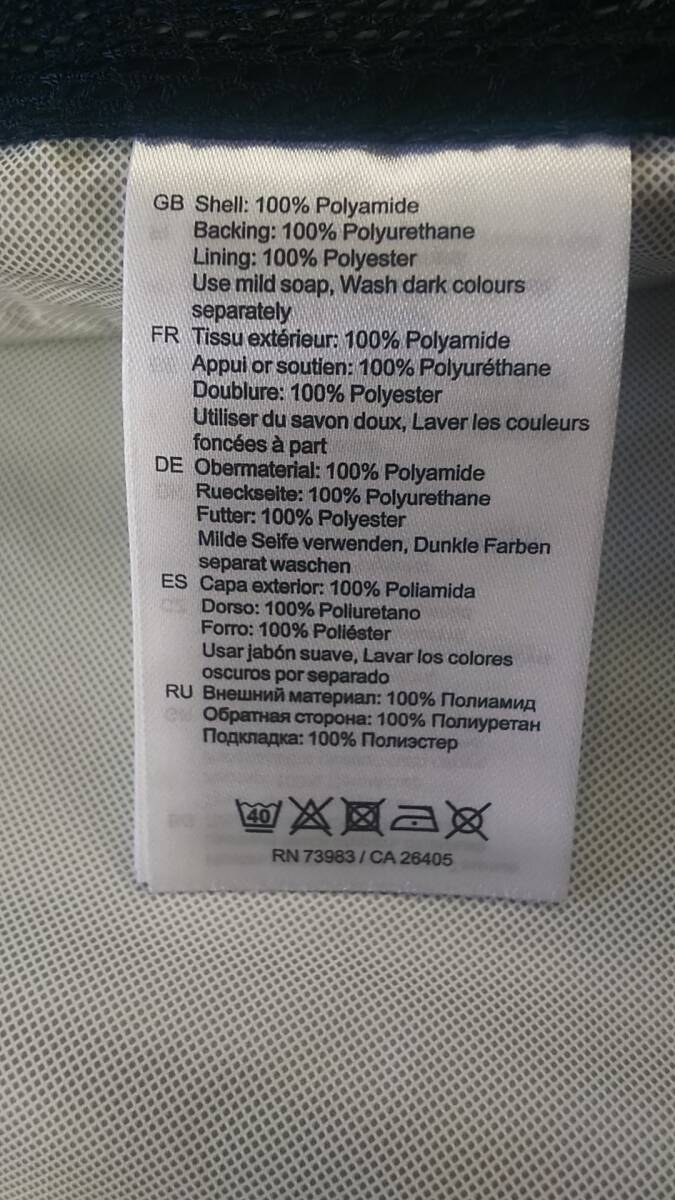 GB Shell: 100% Polyamide
Backing: 100% Polyurethane
Lining: 100% Polyester
Use mild soap, Wash dark colours
separately
FR Tissu extérieur: 100% Polyamide
Appui or soutien: 100% Polyuréthane
Doublure: 100% Polyester
Utiliser du savon doux, Laver les couleurs
foncées à part
DE Obermaterial: 100% Polyamide
Rueckseite: 100% Polyurethane
Futter: 100% Polyester
Milde Seife verwenden, Dunkle Farben
separat waschen
ES Capa exterior: 100% Poliamida
Dorso: 100% Poliuretano
Forro: 100% Poliéster
Usar jabón suave, Lavar los colores
oscuros por separado
RU Внешний материал: 100% Полиамид
Обратная сторона: 100% Полиуретан
Подкладка: 100% Полиэстер
40
RN 73983 / CA 26405